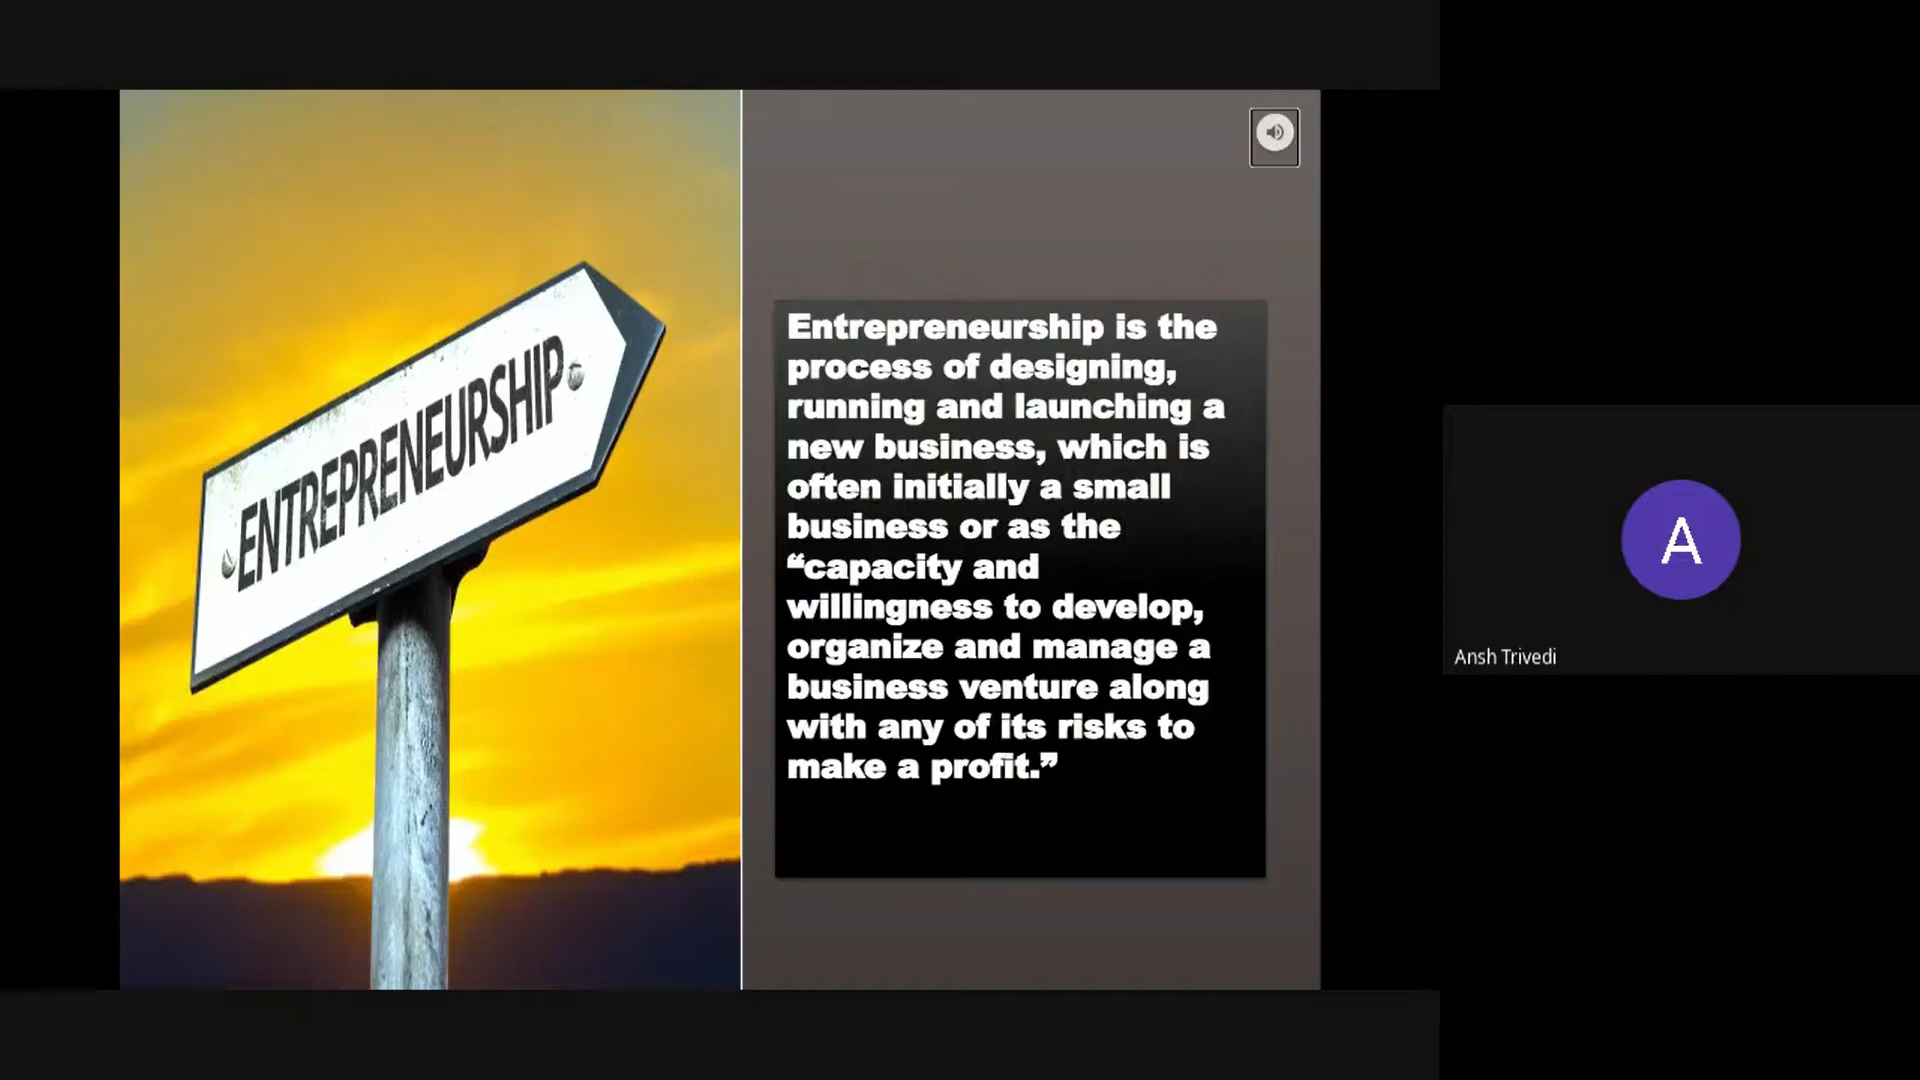 ENTREPRENEURSHIP
Entrepreneurship is the
process of designing,
running and launching a
new business, which is
often initially a small
business or as the
“capacity and
willingness to develop,
organize and manage a
business venture along
with any of its risks to
make a profit.”
A
Ansh Trivedi